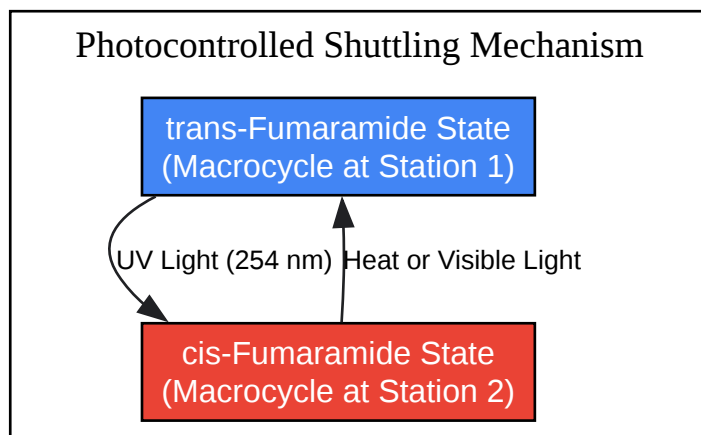 Photocontrolled Shuttling Mechanism
trans-Fumaramide State
(Macrocycle at Station 1)
UV Light (254 nm)
Heat or Visible Light
cis-Fumaramide State
(Macrocycle at Station 2)